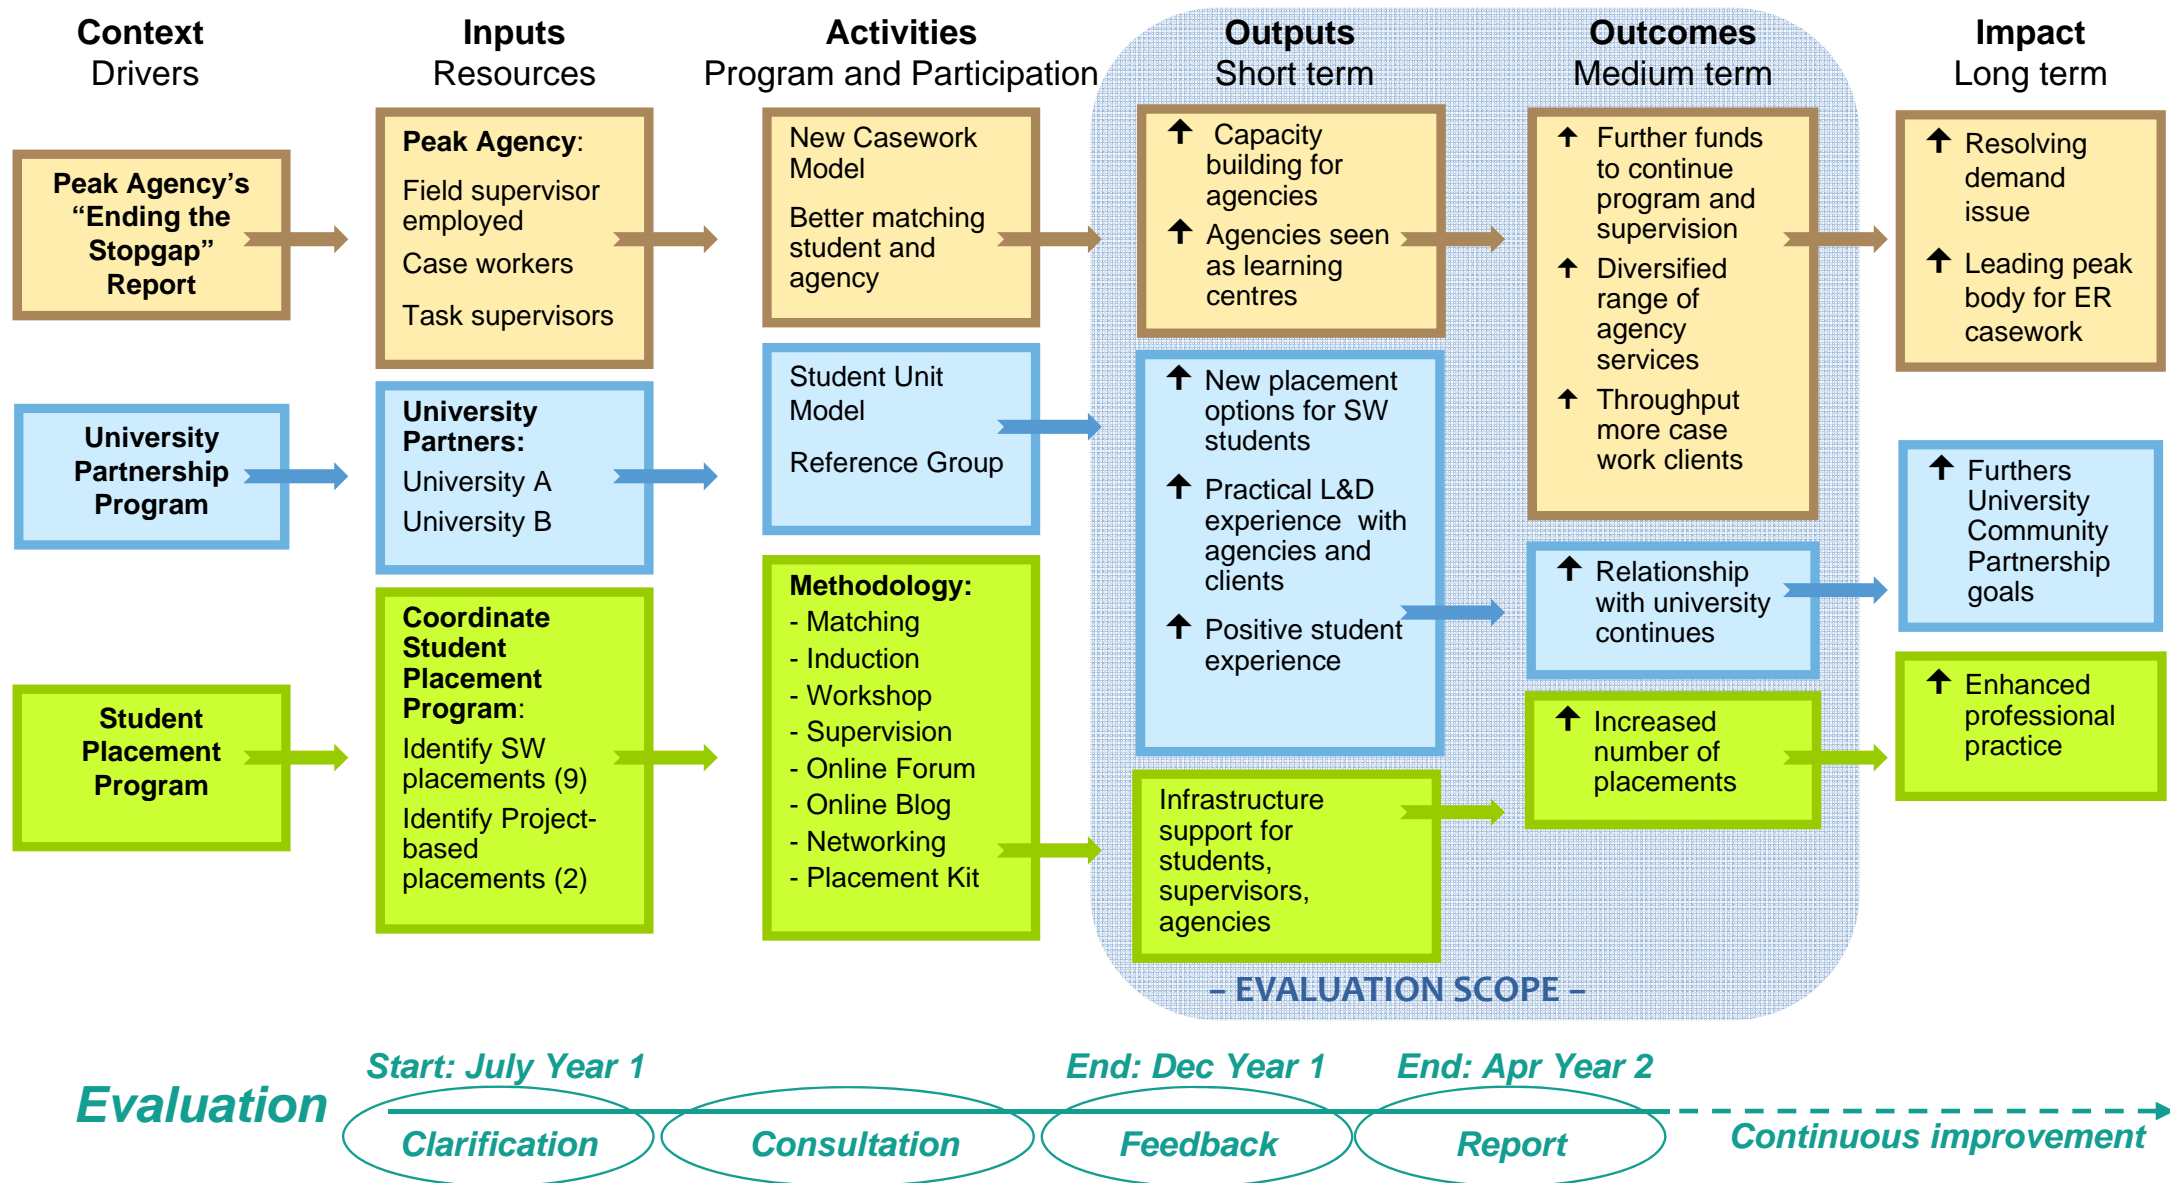 Context
Drivers
Inputs
Resources
Activities
Program and Participation
Outputs
Short term
Outcomes
Medium term
Impact
Long term
Peak Agency’s
“Ending the
Stopgap”
Report
University
Partnership
Program
Student
Placement
Program
Peak Agency:
Field supervisor
employed
Case workers
Task supervisors
University
Partners:
University A
University B
Coordinate
Student
Placement
Program:
Identify SW
placements (9)
Identify Project-
based
placements (2)
New Casework
Model
Better matching
student and
agency
Student Unit
Model
Reference Group
Methodology:
- Matching
- Induction
- Workshop
- Supervision
- Online Forum
- Online Blog
- Networking
- Placement Kit
↑ Capacity
building for
agencies
↑ Agencies seen
as learning
centres
↑ New placement
options for SW
students
↑ Practical L&D
experience with
agencies and
clients
↑ Positive student
experience
Infrastructure
support for
students,
supervisors,
agencies
↑ Further funds
to continue
program and
supervision
↑ Diversified
range of
agency
services
↑ Throughput
more case
work clients
↑ Relationship
with university
continues
↑ Increased
number of
placements
↑ Resolving
demand
issue
↑ Leading peak
body for ER
casework
↑ Furthers
University
Community
Partnership
goals
↑ Enhanced
professional
practice
– EVALUATION SCOPE –
Evaluation
Start: July Year 1
End: Dec Year 1
End: Apr Year 2
Clarification
Consultation
Feedback
Report
Continuous improvement